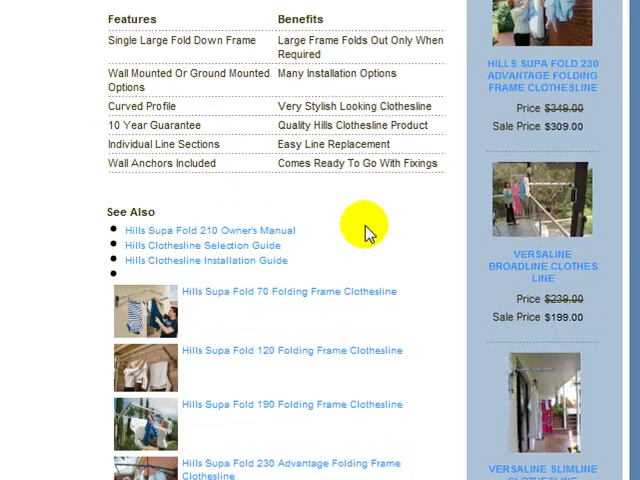 Features Benefits
Single Large Fold Down Frame Large Frame Folds Out Only When
Required
Wall Mounted Or Ground Mounted Many Installation Options
Options
Curved Profile Very Stylish Looking Clothesline
10 Year Guarantee Quality Hills Clothesline Product
Individual Line Sections Easy Line Replacement
Wall Anchors Included Comes Ready To Go With Fixings
See Also
Hills Supa Fold 210 Owner's Manual
Hills Clothesline Selection Guide
Hills Clothesline Installation Guide
Hills Supa Fold 70 Folding Frame Clothesline
Hills Supa Fold 120 Folding Frame Clothesline
Hills Supa Fold 190 Folding Frame Clothesline
Hills Supa Fold 230 Advantage Folding Frame
Clothesline
HILLS SUPA FOLD 230
ADVANTAGE FOLDING
FRAME CLOTHESLINE
Price $349.00
Sale Price $309.00
VERSALINE
BROADLINE CLOTHES
LINE
Price $239.00
Sale Price $199.00
VERSALINE SLIMLINE
CLOTHESLINE